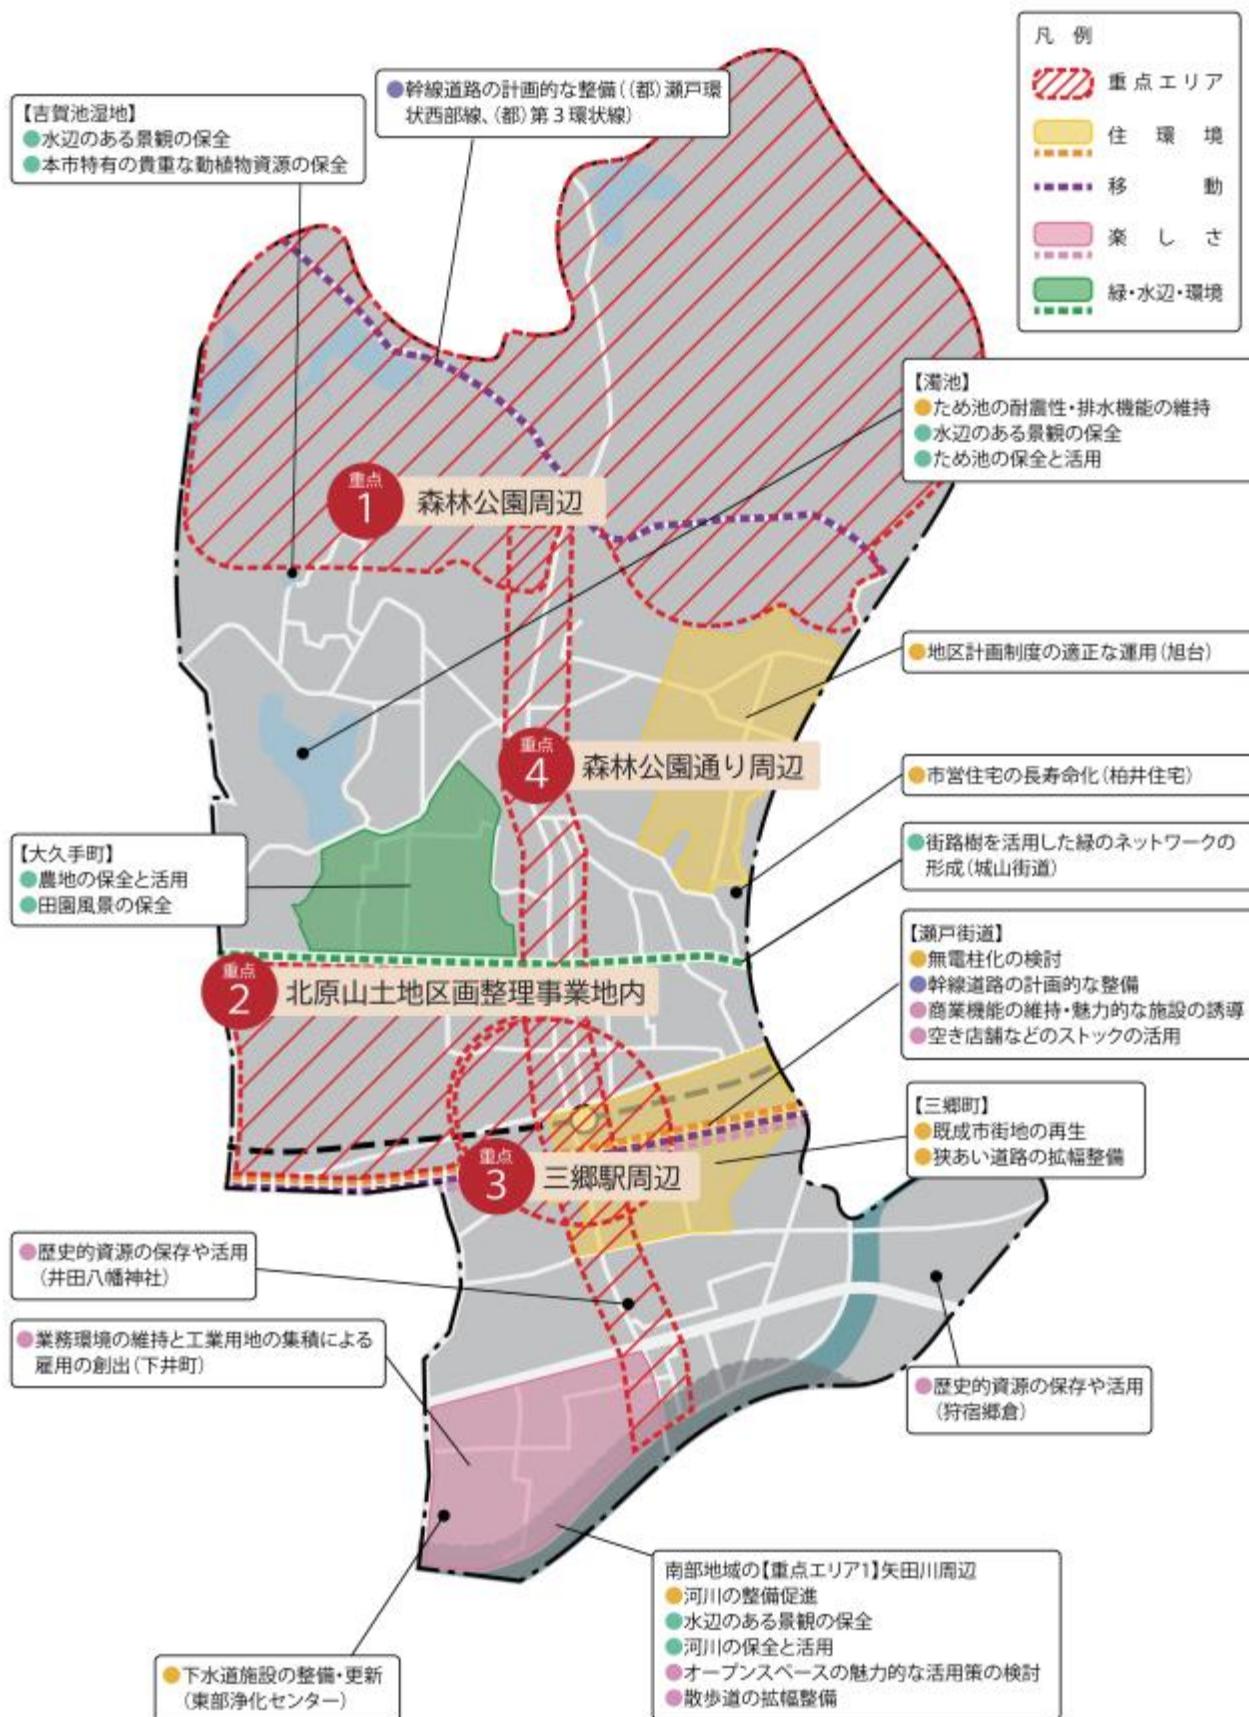 凡 例
重点エリア
住 環 境
移 動
楽 し さ
緑・水辺・環境
●幹線道路の計画的な整備((都)瀬戸環
状西部線、(都)第3環状線)
【吉賀池湿地】
●水辺のある景観の保全
●本市特有の貴重な動植物資源の保全
【濁池】
●ため池の耐震性・排水機能の維持
●水辺のある景観の保全
●ため池の保全と活用
重点
1
森林公園周辺
●地区計画制度の適正な運用(旭台)
重点
4
森林公園通り周辺
●市営住宅の長寿命化(柏井住宅)
●街路樹を活用した緑のネットワークの
形成(城山街道)
【大久手町】
●農地の保全と活用
●田園風景の保全
【瀬戸街道】
●無電柱化の検討
●幹線道路の計画的な整備
●商業機能の維持・魅力的な施設の誘導
●空き店舗などのストックの活用
重点
2
北原山土地区画整理事業地内
【三郷町】
●既成市街地の再生
●狭あい道路の拡幅整備
重点
3
三郷駅周辺
●歴史的資源の保存や活用
(井田八幡神社)
●業務環境の維持と工業用地の集積による
雇用の創出(下井町)
●歴史的資源の保存や活用
(狩宿郷倉)
南部地域の【重点エリア1】矢田川周辺
●河川の整備促進
●水辺のある景観の保全
●河川の保全と活用
●オープンスペースの魅力的な活用策の検討
●散歩道の拡幅整備
●下水道施設の整備・更新
(東部浄化センター)